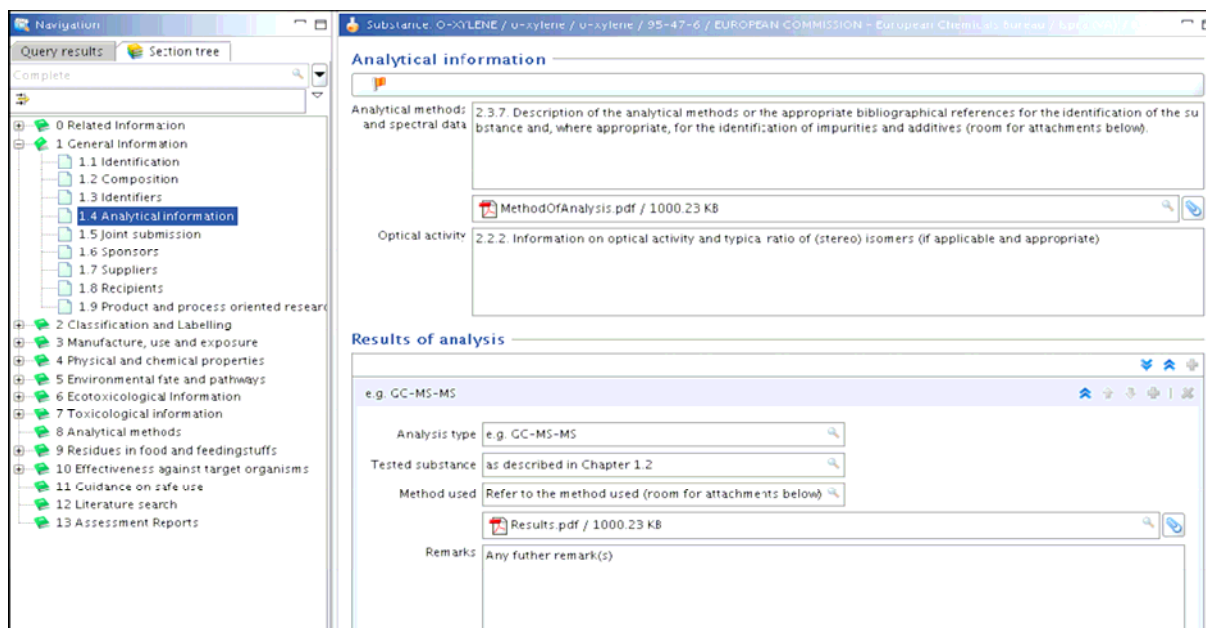 Navigation
Query results
Section tree
Complete
0 Related Information
1 General Information
1.1 Identification
1.2 Composition
1.3 Identifiers
1.4 Analytical information
1.5 Joint submission
1.6 Sponsors
1.7 Suppliers
1.8 Recipients
1.9 Product and process oriented researc
2 Classification and Labelling
3 Manufacture, use and exposure
4 Physical and chemical properties
5 Environmental fate and pathways
6 Ecotoxicological Information
7 Toxicological information
8 Analytical methods
9 Residues in food and feedingstuffs
10 Effectiveness against target organisms
11 Guidance on safe use
12 Literature search
13 Assessment Reports
Substance: O-XYLENE / o-xylene / o-xylene / 95-47-6 / EUROPEAN COMMISSION - European Chemicals Bureau /
Analytical information
Analytical methods
and spectral data
2.3.7. Description of the analytical methods or the appropriate bibliographical references for the identification of the su
bstance and, where appropriate, for the identification of impurities and additives (room for attachments below).
MethodOfAnalysis.pdf / 1000.23 KB
Optical activity
2.2.2. Information on optical activity and typical ratio of (stereo) isomers (if applicable and appropriate)
Results of analysis
e.g. GC-MS-MS
Analysis type e.g. GC-MS-MS
Tested substance as described in Chapter 1.2
Method used Refer to the method used (room for attachments below)
Results.pdf / 1000.23 KB
Remarks Any futher remark(s)